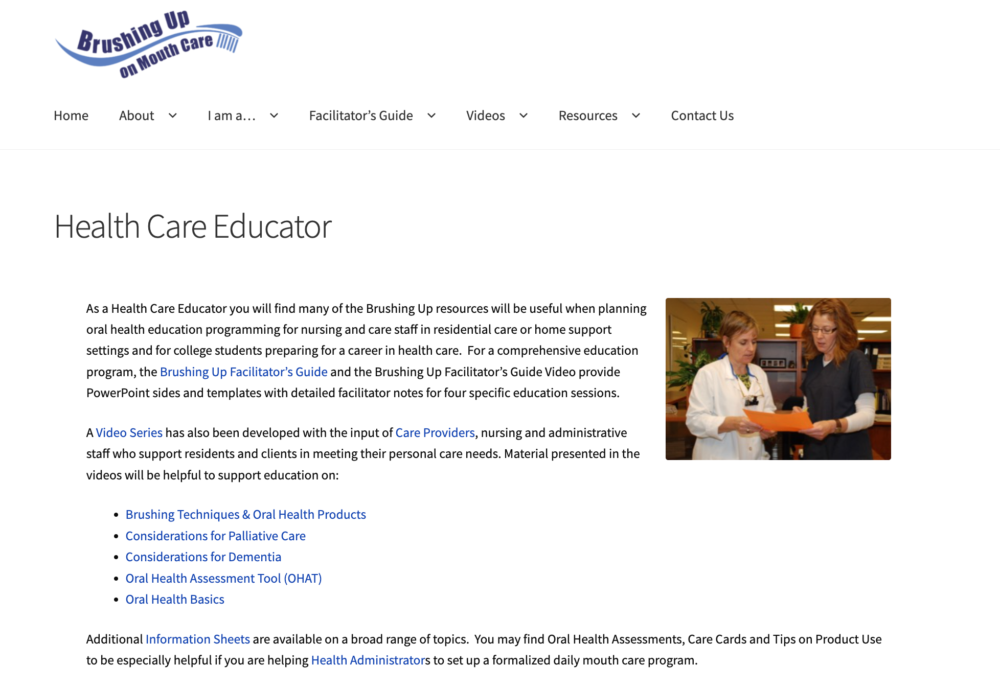 Brushing Up
on Mouth Care
Home About I am a… Facilitator’s Guide Videos Resources Contact Us
Health Care Educator
As a Health Care Educator you will find many of the Brushing Up resources will be useful when planning
oral health education programming for nursing and care staff in residential care or home support
settings and for college students preparing for a career in health care.  For a comprehensive education
program, the Brushing Up Facilitator’s Guide and the Brushing Up Facilitator’s Guide Video provide
PowerPoint sides and templates with detailed facilitator notes for four specific education sessions.
A Video Series has also been developed with the input of Care Providers, nursing and administrative
staff who support residents and clients in meeting their personal care needs. Material presented in the
videos will be helpful to support education on:
• Brushing Techniques & Oral Health Products
• Considerations for Palliative Care
• Considerations for Dementia
• Oral Health Assessment Tool (OHAT)
• Oral Health Basics
Additional Information Sheets are available on a broad range of topics.  You may find Oral Health Assessments, Care Cards and Tips on Product Use
to be especially helpful if you are helping Health Administrators to set up a formalized daily mouth care program.